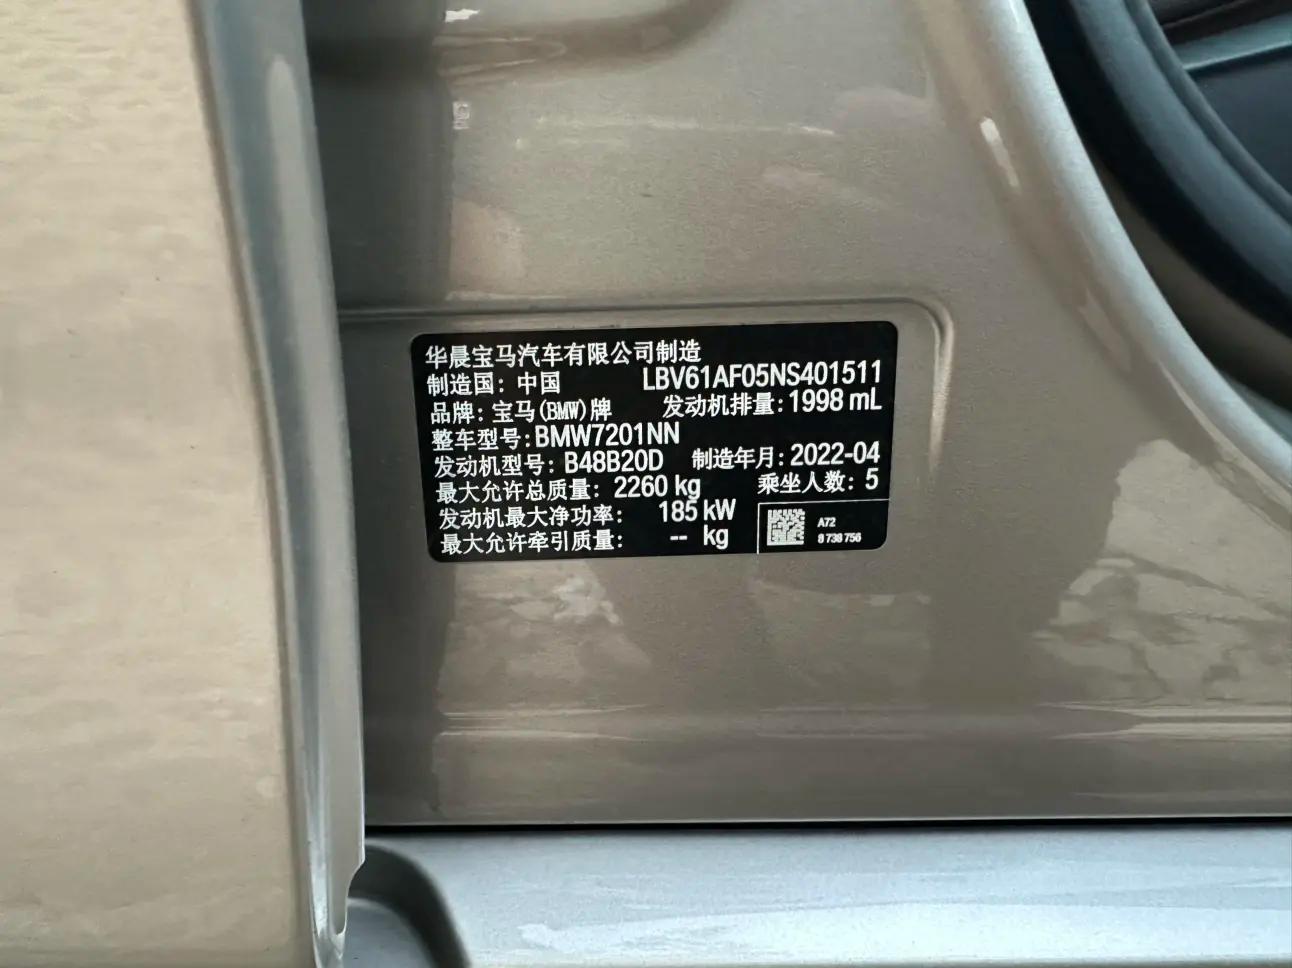 华晨宝马汽车有限公司制造
制造国：中国 LBV61AF05NS401511
品牌：宝马(BMW)牌 发动机排量：1998 mL
整车型号：BMW7201NN
发动机型号：B48B20D 制造年月：2022-04
最大允许总质量：2260 kg 乘坐人数：5
发动机最大净功率：185 kW
最大允许牵引质量：-- kg
A72
8 738 756